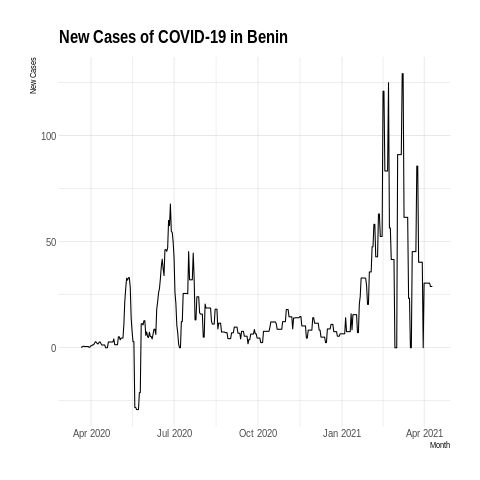 New Cases of COVID-19 in Benin
New Cases
100
50
0
Apr 2020
Jul 2020
Oct 2020
Jan 2021
Apr 2021
Month